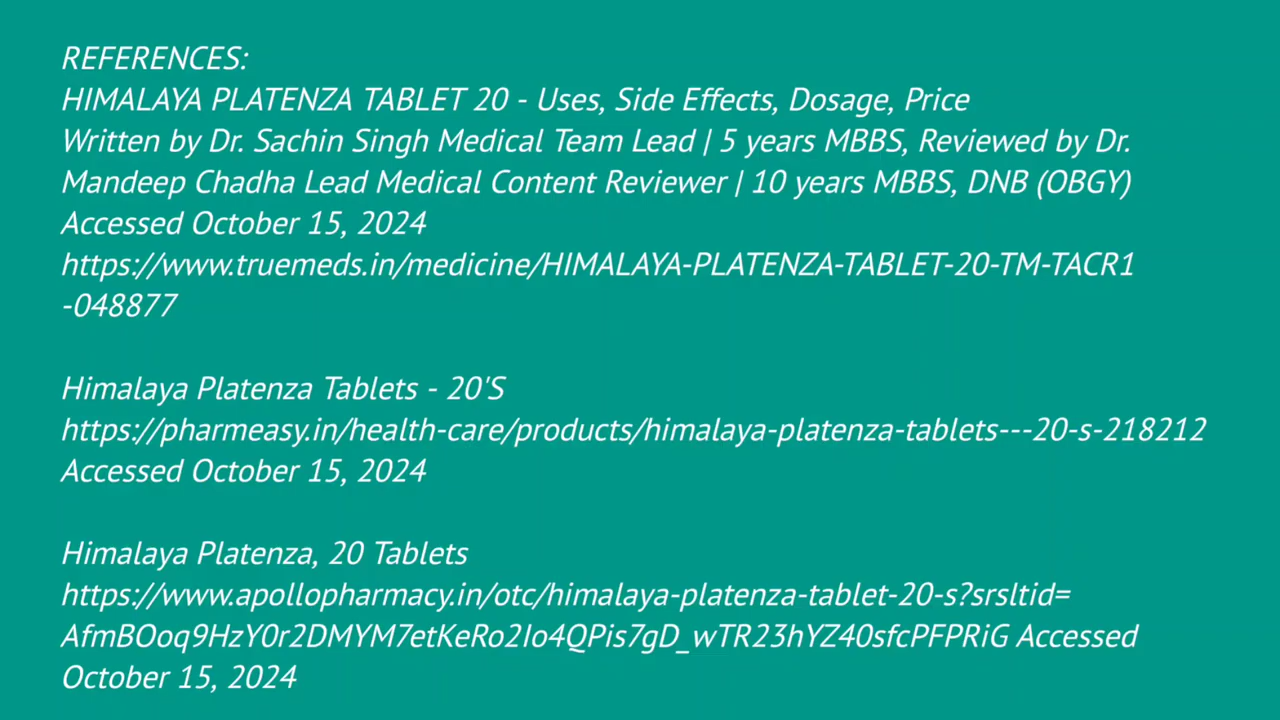 REFERENCES:
HIMALAYA PLATENZA TABLET 20 - Uses, Side Effects, Dosage, Price
Written by Dr. Sachin Singh Medical Team Lead | 5 years MBBS, Reviewed by Dr.
Mandeep Chadha Lead Medical Content Reviewer | 10 years MBBS, DNB (OBGY)
Accessed October 15, 2024
https://www.truemeds.in/medicine/HIMALAYA-PLATENZA-TABLET-20-TM-TACR1
-048877
Himalaya Platenza Tablets - 20'S
https://pharmeasy.in/health-care/products/himalaya-platenza-tablets---20-s-218212
Accessed October 15, 2024
Himalaya Platenza, 20 Tablets
https://www.apollopharmacy.in/otc/himalaya-platenza-tablet-20-s?srsltid=
AfmBOoq9HzY0r2DMYM7etKeRo2Io4QPis7gD_wTR23hYZ40sfcPFPRiG Accessed
October 15, 2024